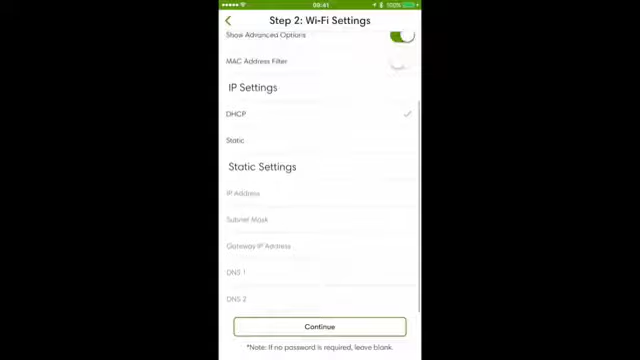 09:41
100%
Step 2: Wi-Fi Settings
Show Advanced Options
MAC Address Filter
IP Settings
DHCP
Static
Static Settings
IP Address
Subnet Mask
Gateway IP Address
DNS 1
DNS 2
Continue
*Note: If no password is required, leave blank.